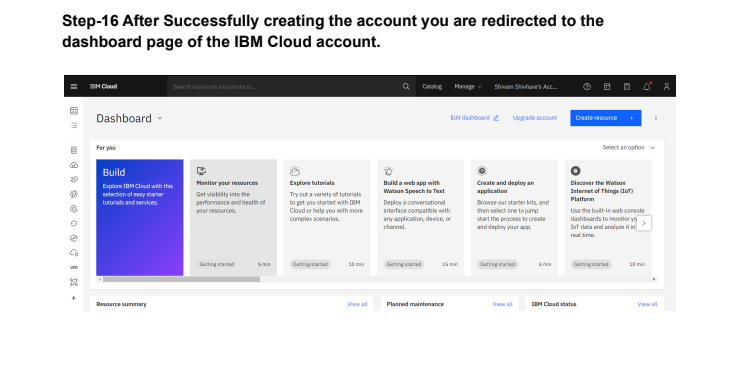 Step-16 After Successfully creating the account you are redirected to the
dashboard page of the IBM Cloud account.
IBM Cloud
Search resources and products...
Catalog
Manage
Shivam Shivhare's Acc...
Dashboard
Edit dashboard
Upgrade account
Create resource +
For you
Select an option
Build
Explore IBM Cloud with this
selection of easy starter
tutorials and services.
Monitor your resources
Get visibility into the
performance and health of
your resources.
Getting started 5 min
Explore tutorials
Try out a variety of tutorials
to get you started with IBM
Cloud or help you with more
complex scenarios.
Getting started 10 min
Build a web app with
Watson Speech to Text
Deploy a conversational
interface compatible with
any application, device, or
channel.
Getting started 15 min
Create and deploy an
application
Browse our starter kits, and
then select one to jump
start the process to create
and deploy your app.
Getting started 5 min
Discover the Watson
Internet of Things (IoT)
Platform
Use the built-in web console
dashboards to monitor you
IoT data and analyze it in
real time.
Getting started 10 min
vm
+
Resource summary
View all
Planned maintenance
View all
IBM Cloud status
View all